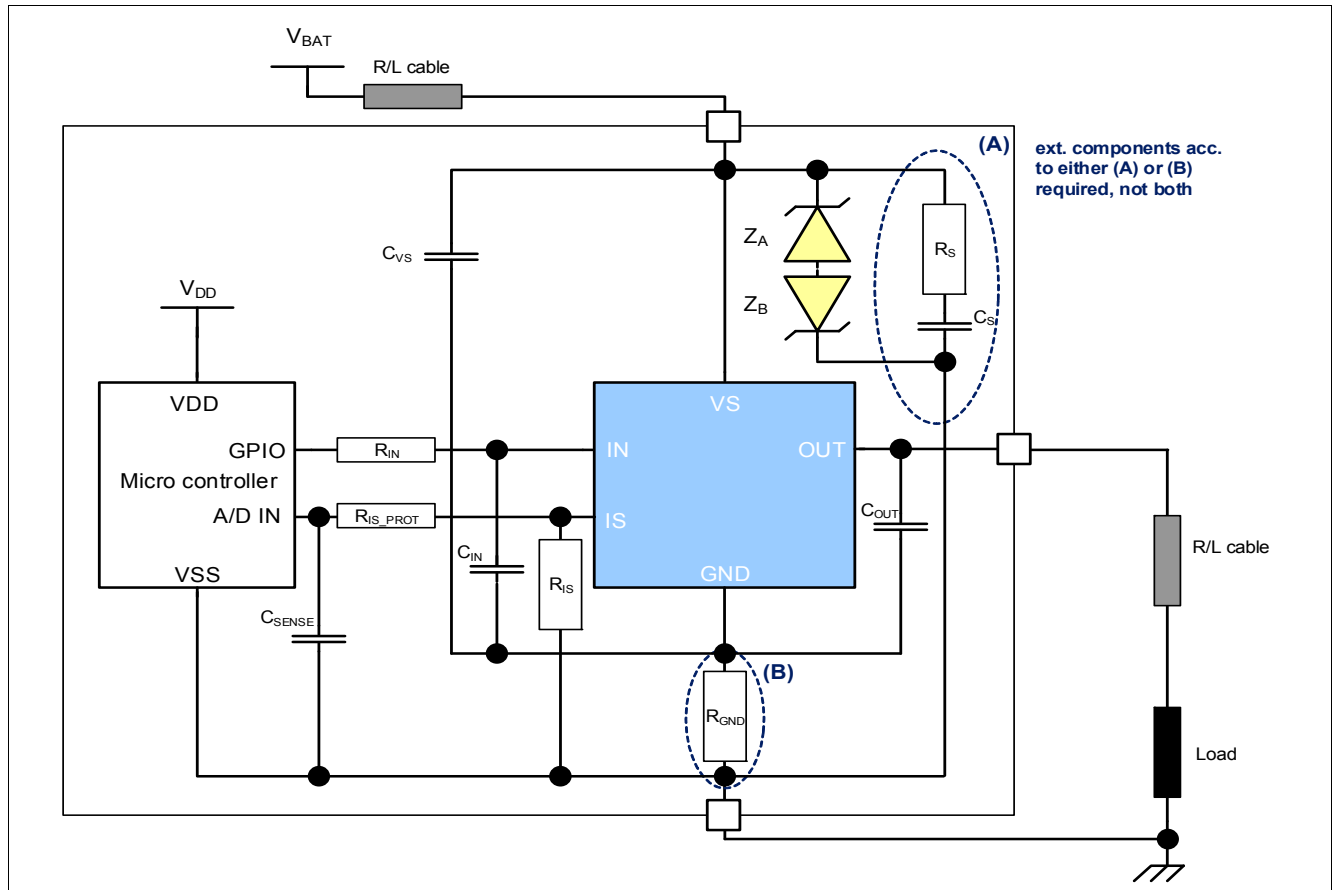 VBAT
R/L cable
(A)
ext. components acc.
to either (A) or (B)
required, not both
ZA
RS
CVS
VDD
ZB
CS
VDD
VS
GPIO
RIN
IN
OUT
Micro controller
A/D IN
RIS_PROT
IS
COUT
R/L cable
CIN
RIS
VSS
GND
CSENSE
(B)
RGND
Load